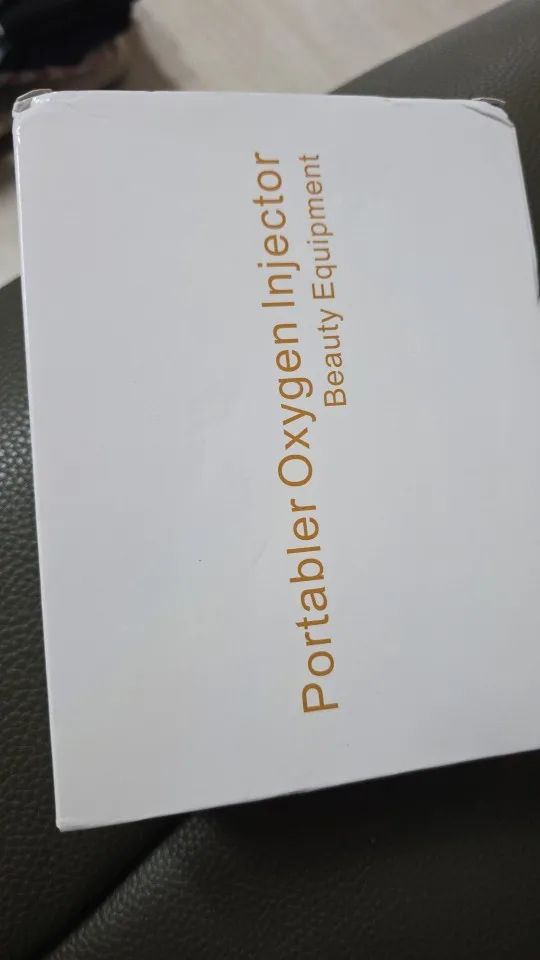 Portabler Oxygen Injector
Beauty Equipment